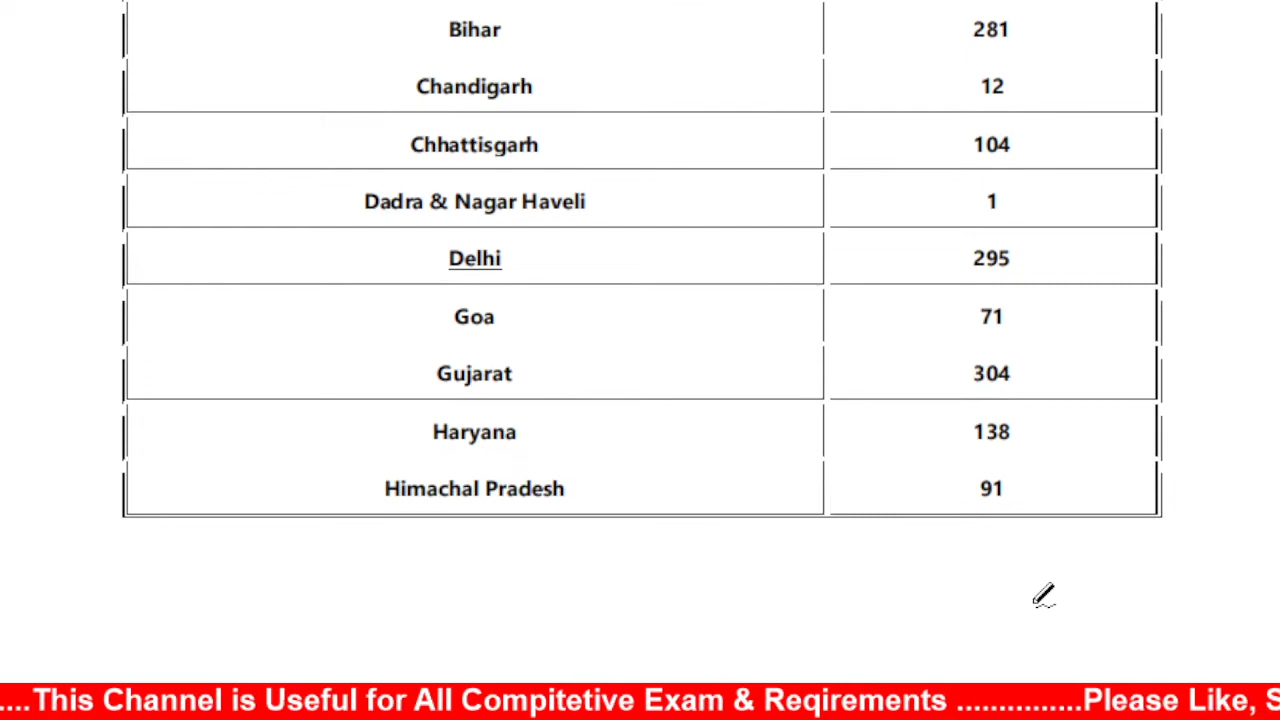 Bihar 281
Chandigarh 12
Chhattisgarh 104
Dadra & Nagar Haveli 1
Delhi 295
Goa 71
Gujarat 304
Haryana 138
Himachal Pradesh 91
....This Channel is Useful for All Compitetive Exam & Reqirements ...............Please Like, S